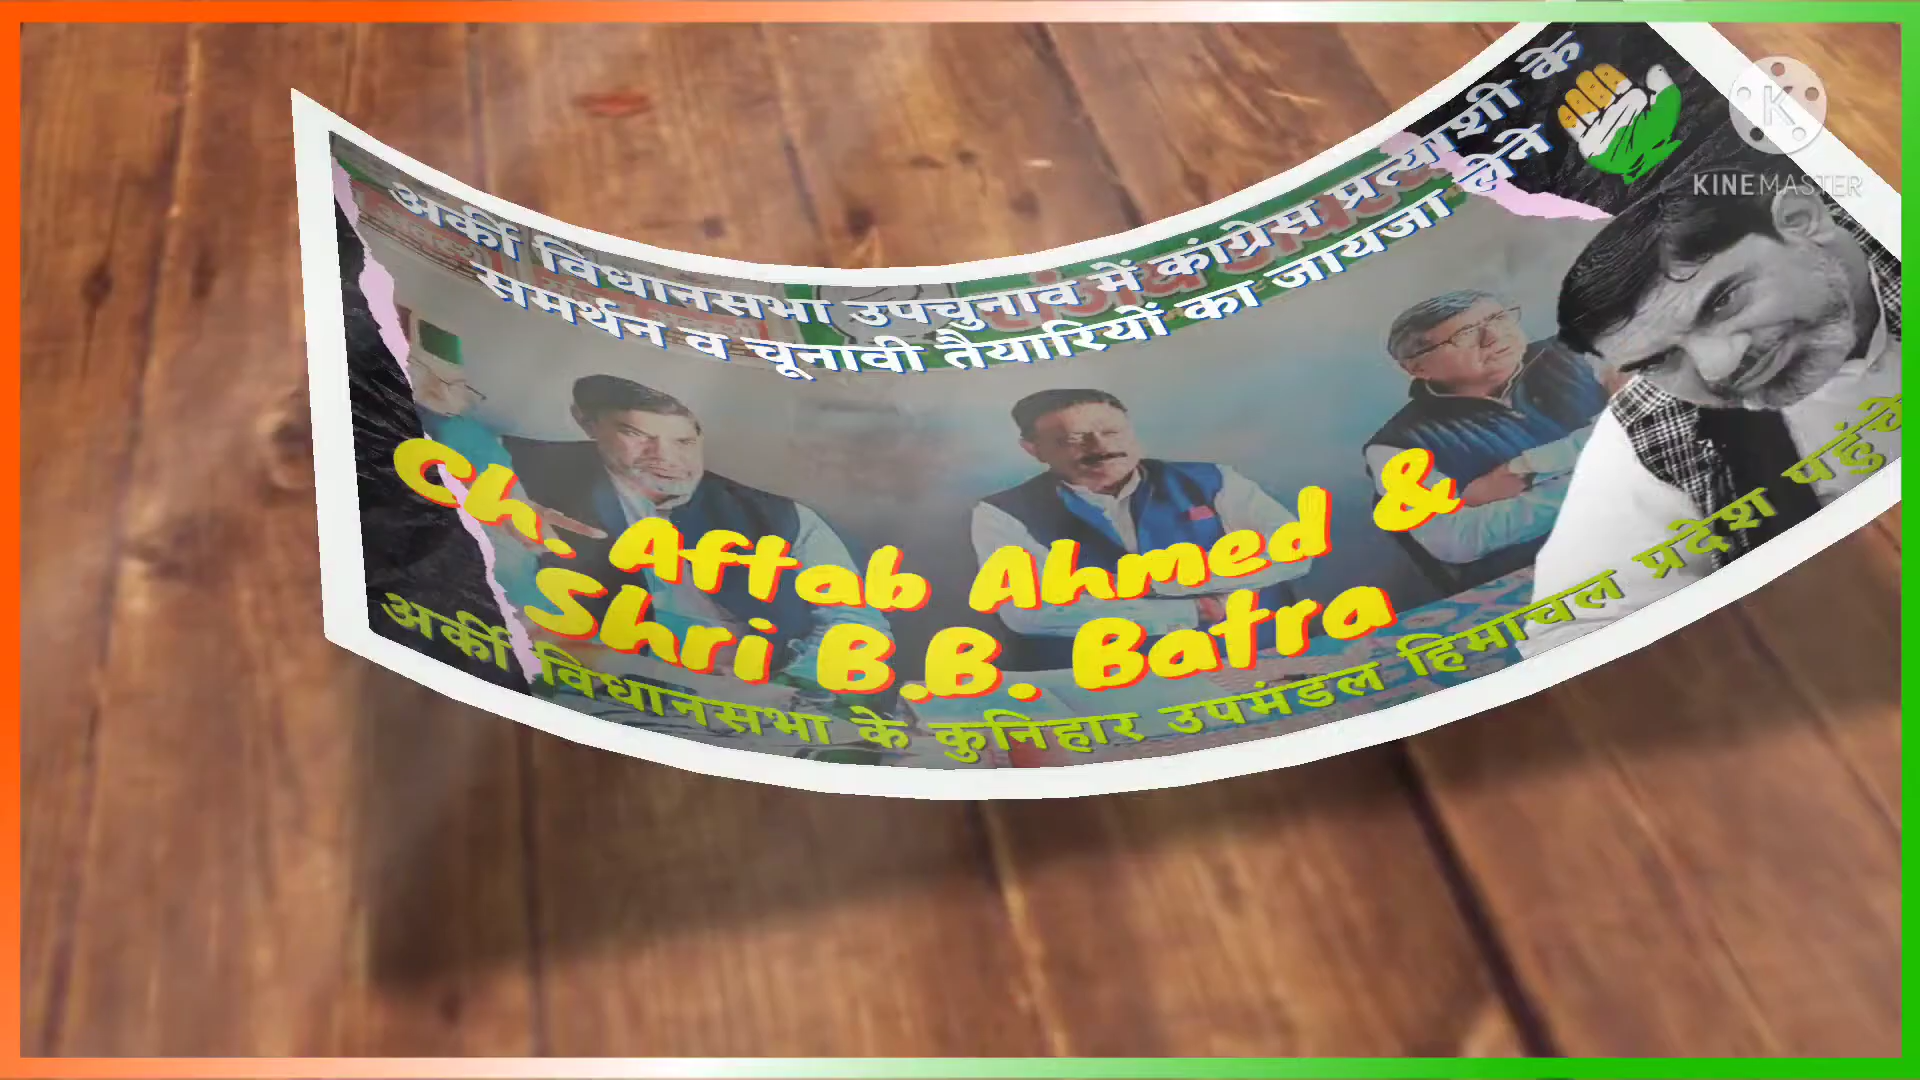 अर्की विधानसभा उपचुनाव में कांग्रेस प्रत्याशी के
समर्थन व चूनावी तैयारियों का जायजा लेने
Ch. Aftab Ahmed &
Shri B.B. Batra
अर्की विधानसभा के कुनिहार उपमंडल हिमाचल प्रदेश पहुंचे
K
KINEMASTER